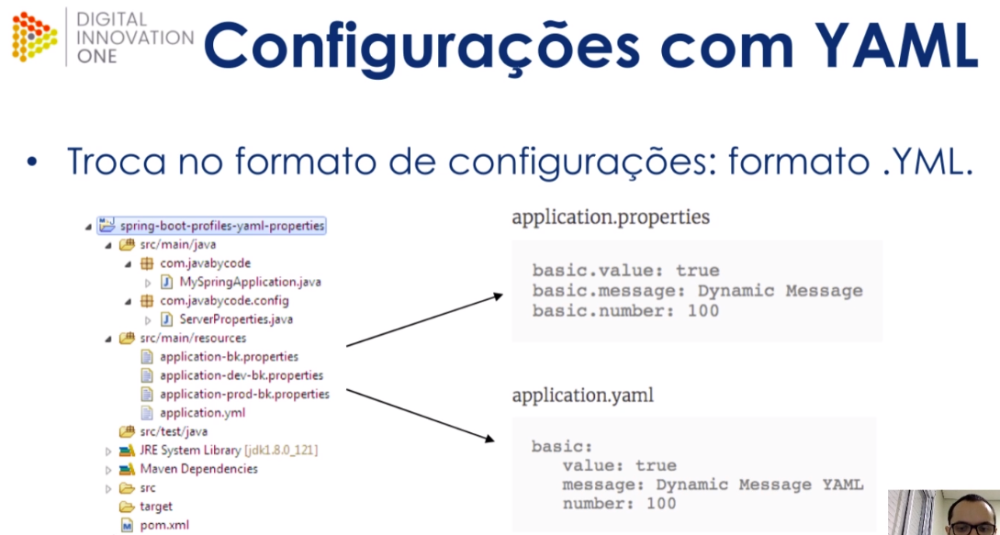 DIGITAL
INNOVATION
ONE
Configurações com YAML
• Troca no formato de configurações: formato .YML.
spring-boot-profiles-yaml-properties
src/main/java
com.javabycode
MySpringApplication.java
com.javabycode.config
ServerProperties.java
src/main/resources
application-bk.properties
application-dev-bk.properties
application-prod-bk.properties
application.yml
src/test/java
JRE System Library [jdk1.8.0_121]
Maven Dependencies
src
target
pom.xml
application.properties
basic.value: true
basic.message: Dynamic Message
basic.number: 100
application.yaml
basic:
value: true
message: Dynamic Message YAML
number: 100